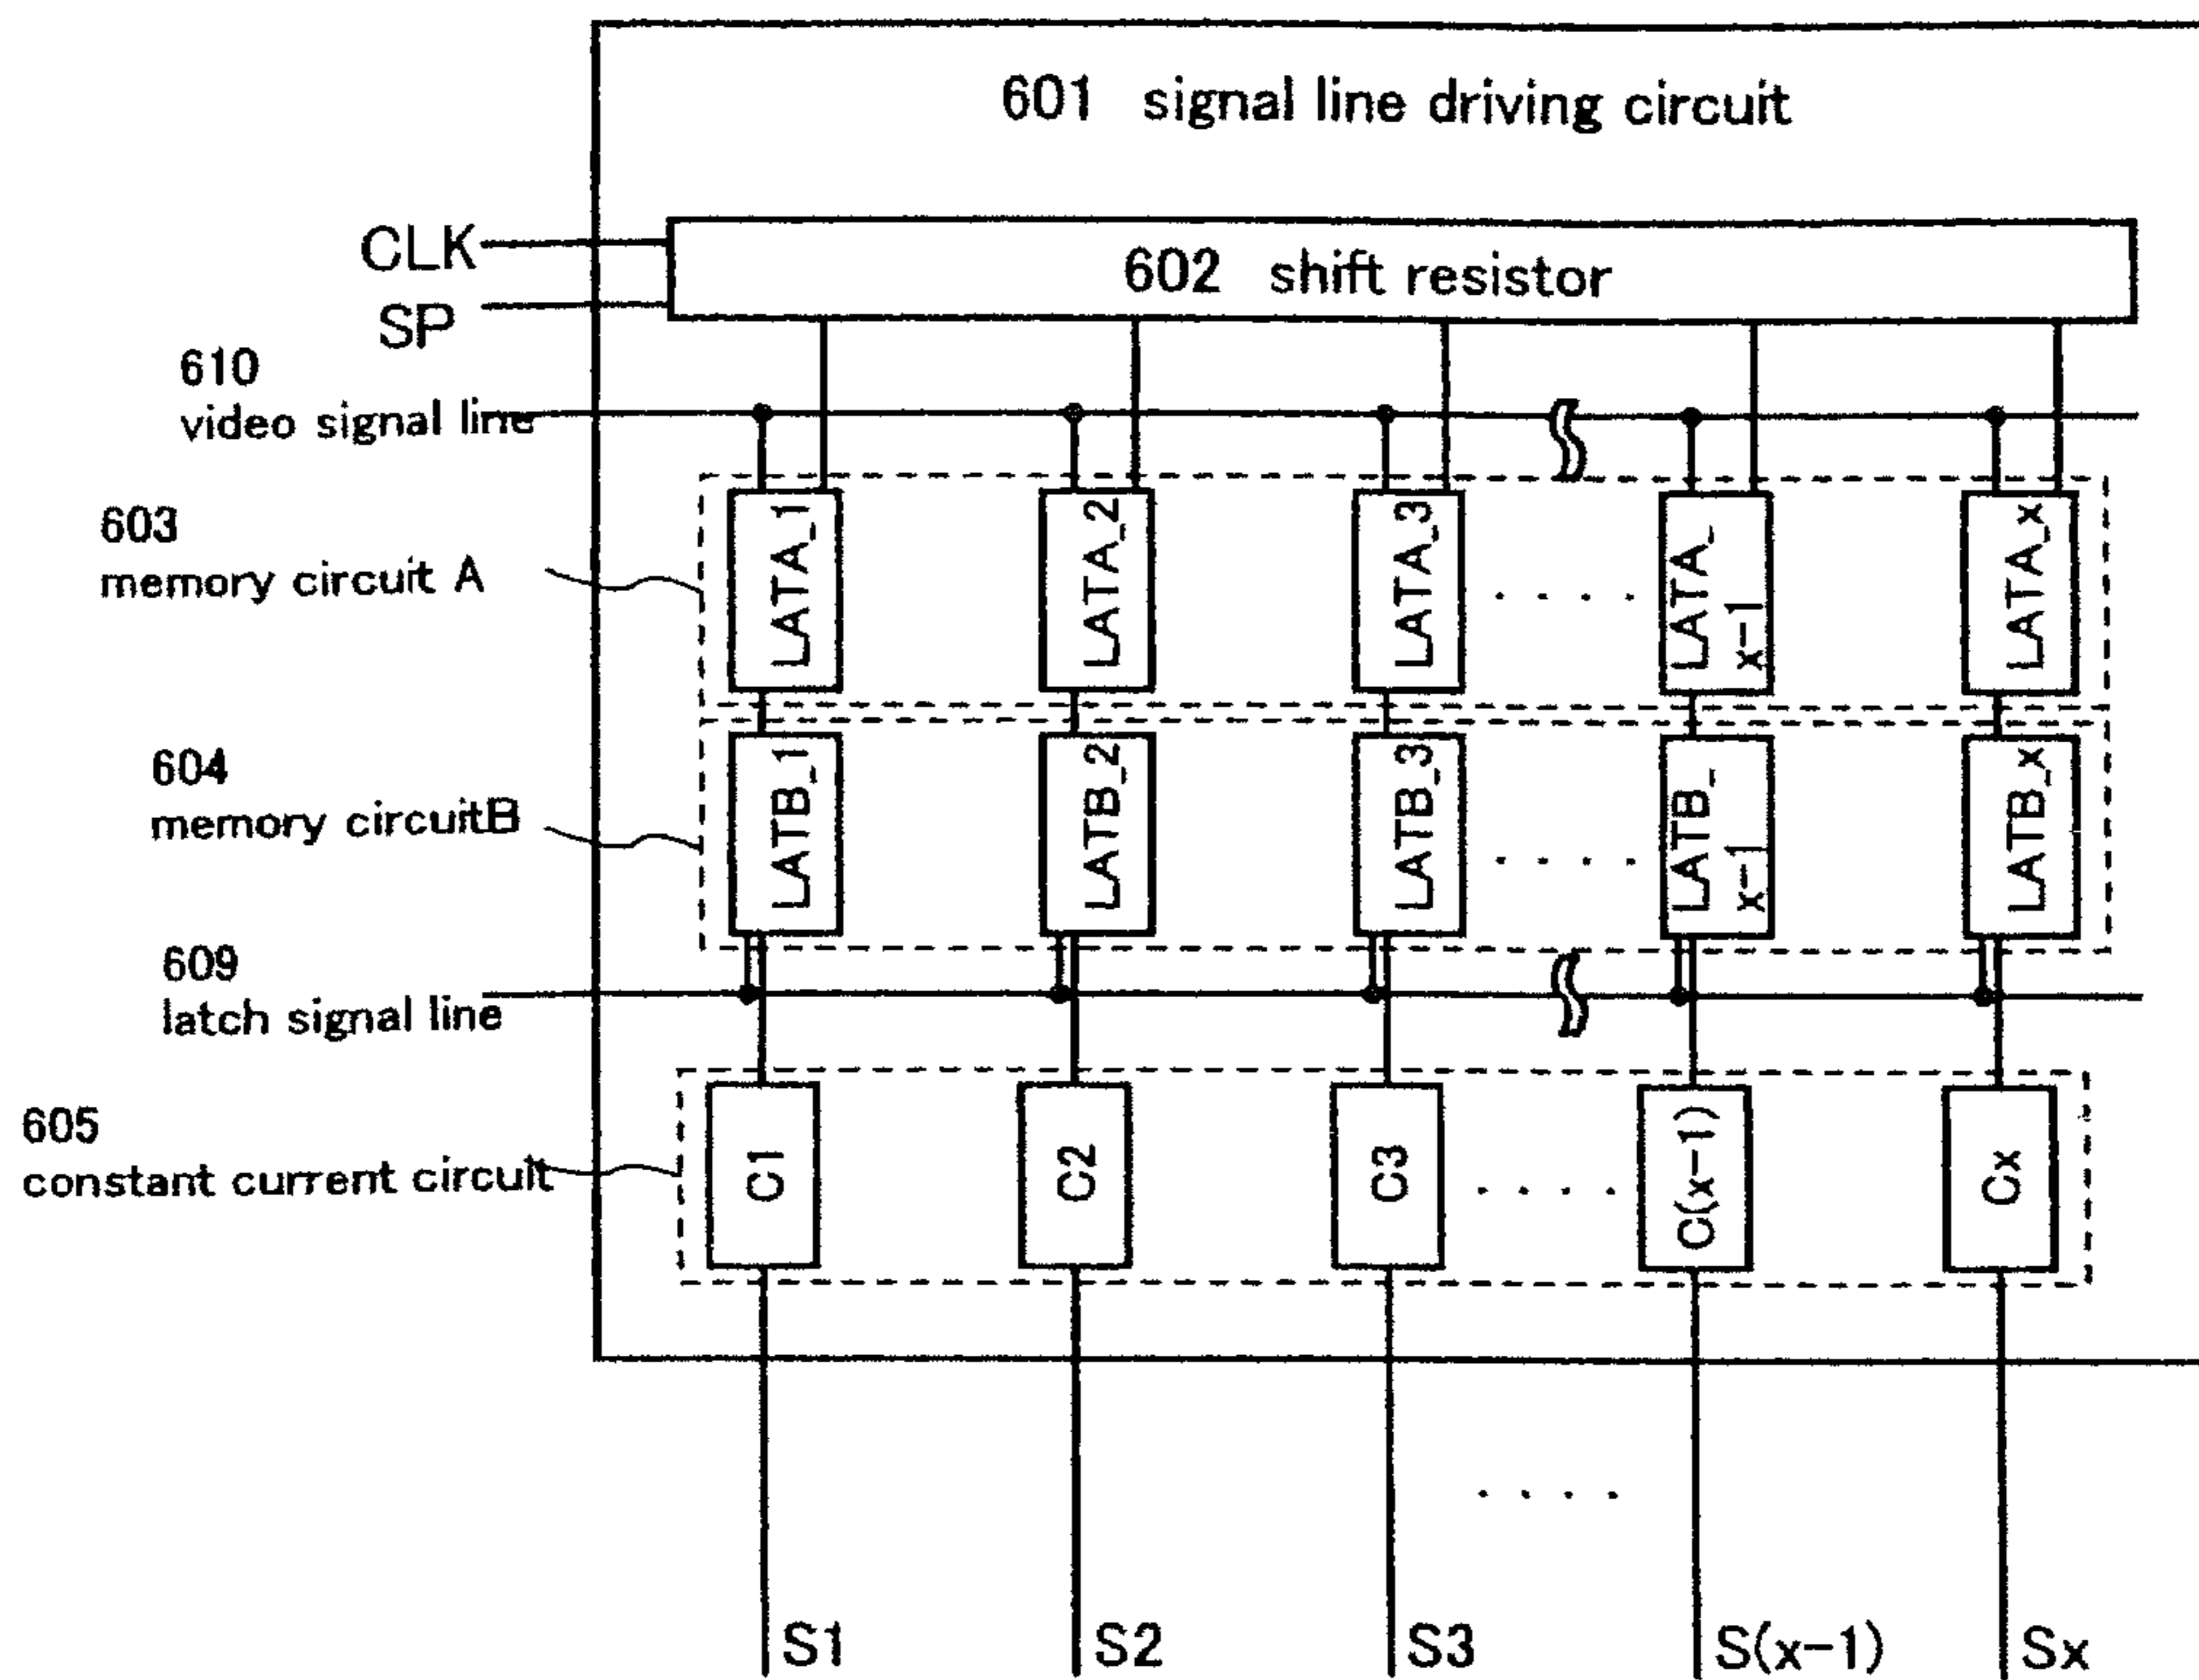 601 signal line driving circuit
CLK
602 shift resistor
SP
610
video signal line
603
memory circuit A
LATA_1
LATA_2
LATA_3
LATA_
x-1
LATA_x
604
memory circuitB
LATB_1
LATB_2
LATB_3
LATB_
x-1
LATB_x
609
latch signal line
605
constant current circuit
C1
C2
C3
C(x-1)
Cx
S1
S2
S3
S(x-1)
Sx